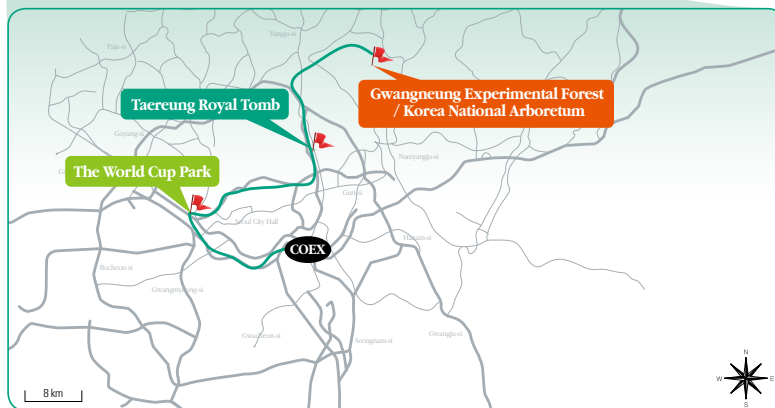 Yangju-si
Paju-si
Gwangneung Experimental Forest
/ Korea National Arboretum
Taereung Royal Tomb
Goyang-si
Namyangju-si
The World Cup Park
Guri-si
Seoul City Hall
Hanam-si
COEX
Bucheon-si
Gwangmyeong-si
Gwacheon-si
Seongnam-si
Gwangju-si
8 km
N
W
E
S